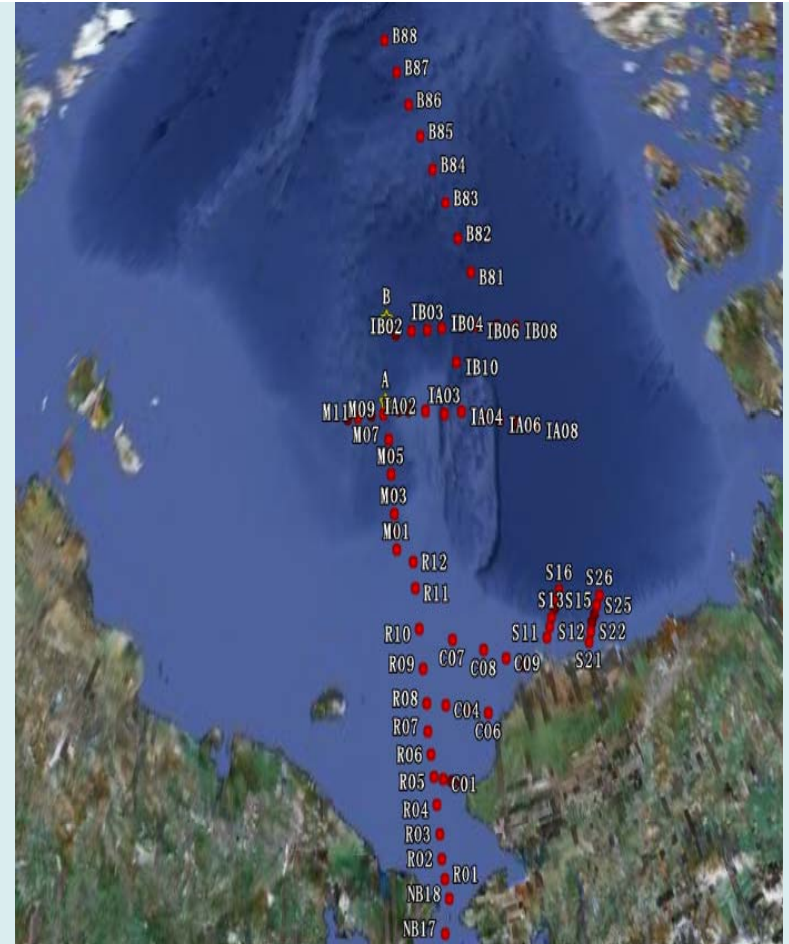 B88
B87
B86
B85
B84
B83
B82
B81
B
IB02 IB03 IB04 IB06 IB08
IB10
A
M11 M09 IA02 IA03 IA04 IA06 IA08
M07
M05
M03
M01
R12
R11
S16 S26
S13 S15 S25
R10 S11 S12 S22
C07 C08 C09 S21
R09
R08 C04
R07 C06
R06
R05 C01
R04
R03
R02
R01
NB18
NB17